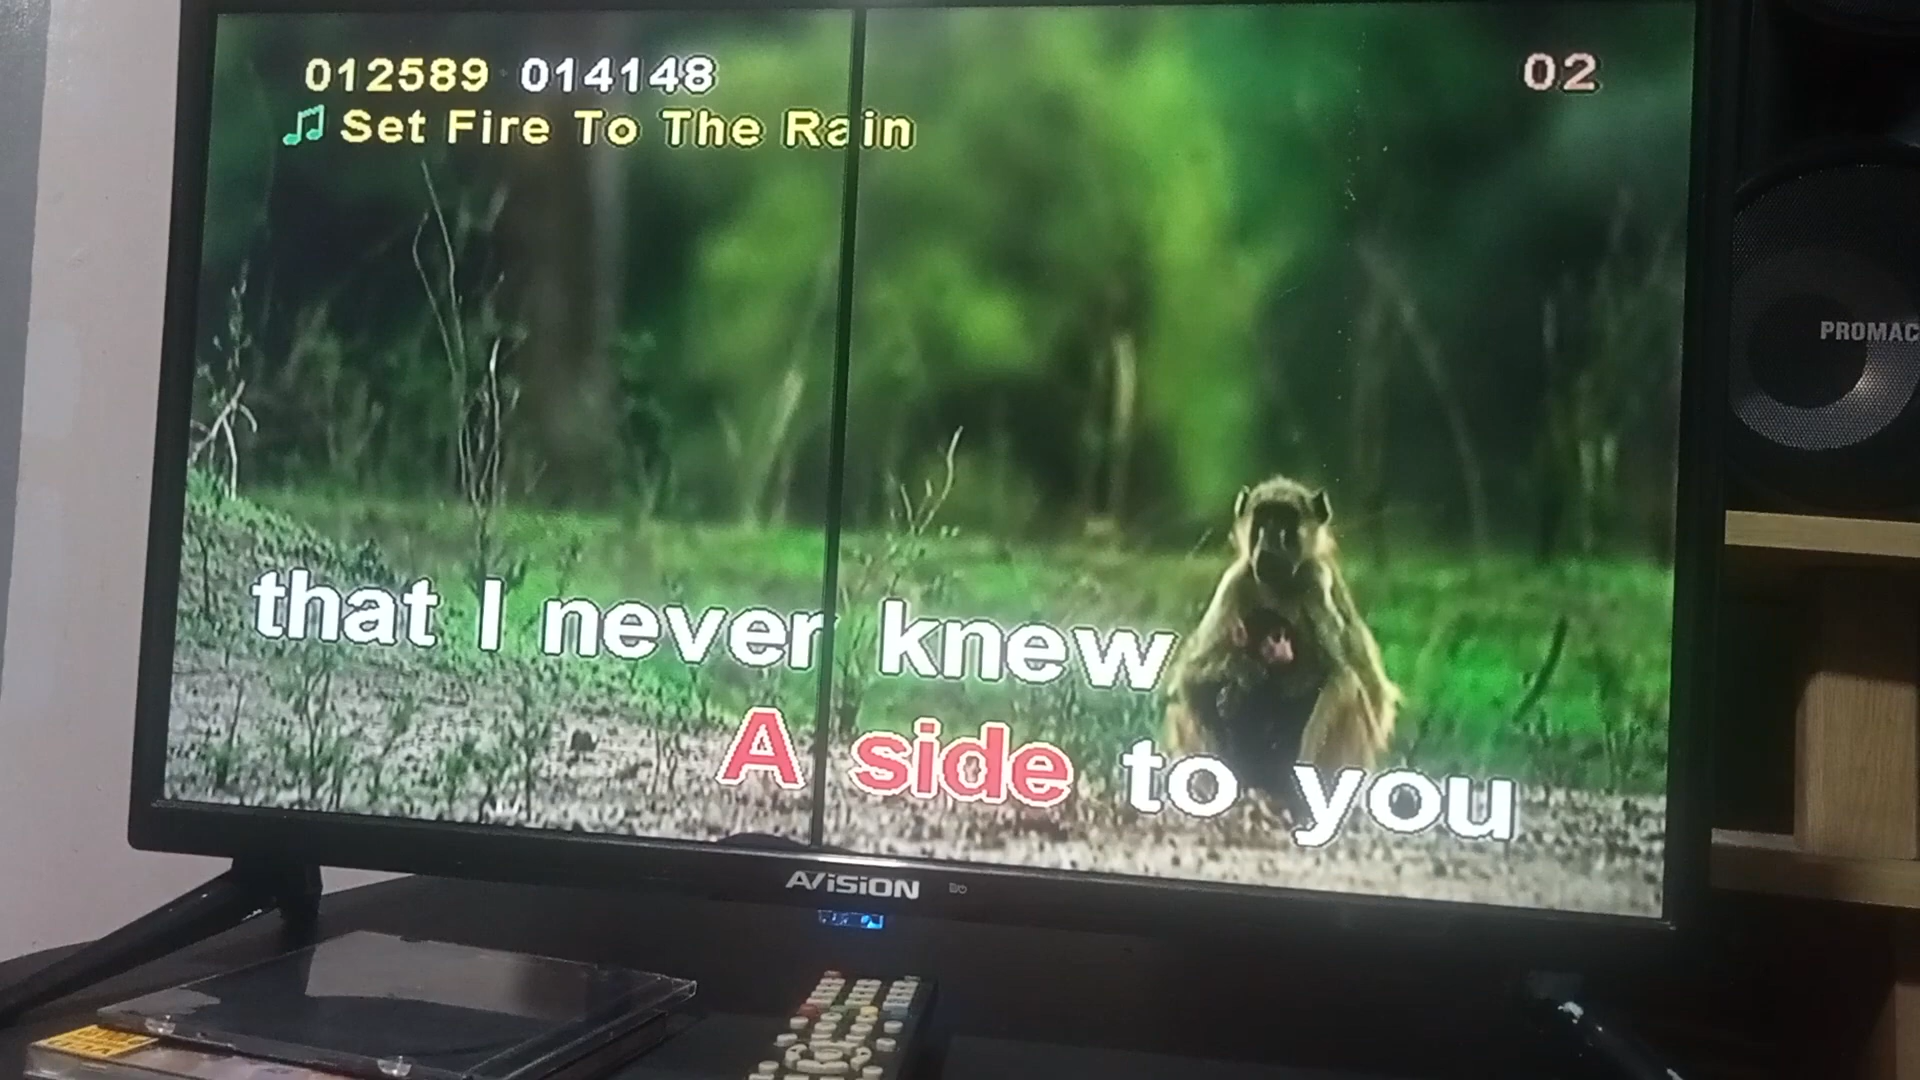 012589 014148 02
Set Fire To The Rain
that I never knew
A side to you
AVISION
PROMAC